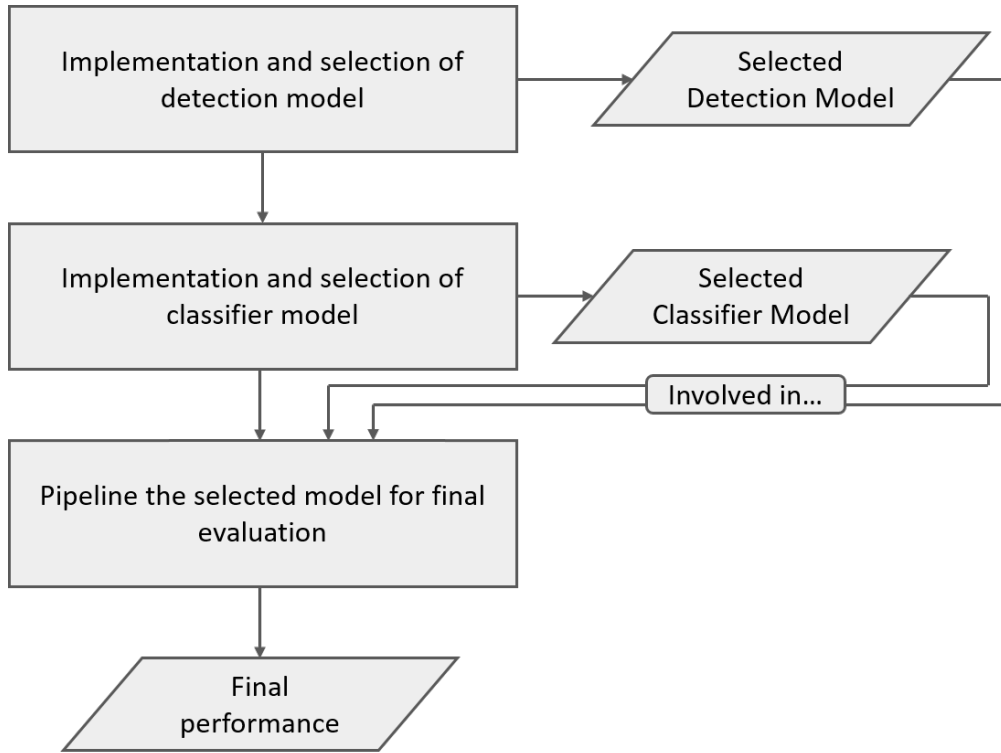 Implementation and selection of
detection model
Selected
Detection Model
Implementation and selection of
classifier model
Selected
Classifier Model
Involved in...
Pipeline the selected model for final
evaluation
Final
performance